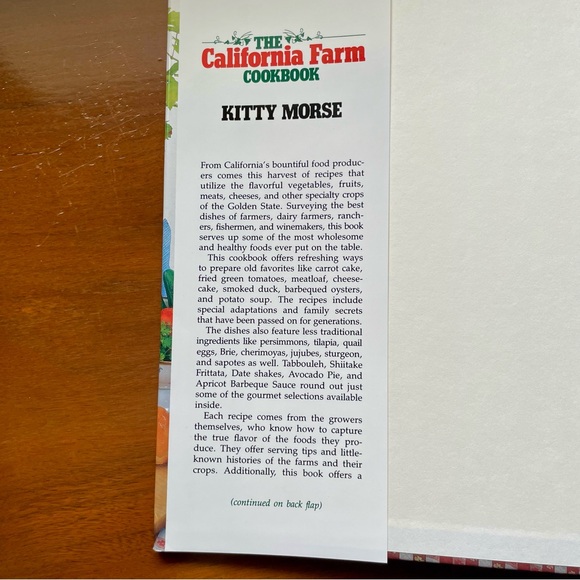 THE
California Farm
COOKBOOK
KITTY MORSE
From California's bountiful food produc-
ers comes this harvest of recipes that
utilize the flavorful vegetables, fruits,
meats, cheeses, and other specialty crops
of the Golden State. Surveying the best
dishes of farmers, dairy farmers, ranch-
ers, fishermen, and winemakers, this book
serves up some of the most wholesome
and healthy foods ever put on the table.
This cookbook offers refreshing ways
to prepare old favorites like carrot cake,
fried green tomatoes, meatloaf, cheese-
cake, smoked duck, barbequed oysters,
and potato soup. The recipes include
special adaptations and family secrets
that have been passed on for generations.
The dishes also feature less traditional
ingredients like persimmons, tilapia, quail
eggs, Brie, cherimoyas, jujubes, sturgeon,
and sapotes as well. Tabbouleh, Shiitake
Frittata, Date shakes, Avocado Pie, and
Apricot Barbeque Sauce round out just
some of the gourmet selections available
inside.
Each recipe comes from the growers
themselves, who know how to capture
the true flavor of the foods they pro-
duce. They offer serving tips and little-
known histories of the farms and their
crops. Additionally, this book offers a
(continued on back flap)